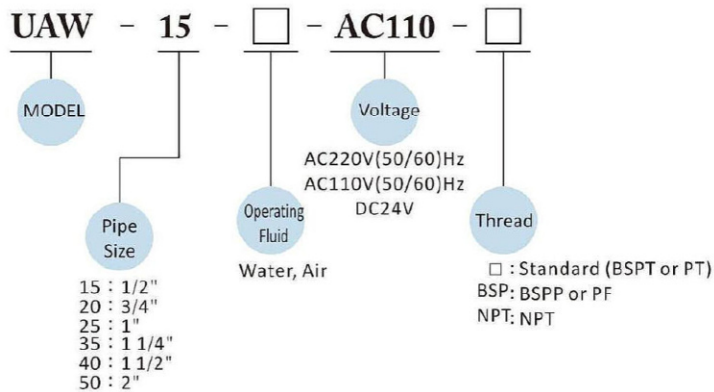 UAW - 15 - □ - AC110 - □
MODEL
Voltage
AC220V(50/60)Hz
AC110V(50/60)Hz
DC24V
Pipe
Size
15 : 1/2"
20 : 3/4"
25 : 1"
35 : 1 1/4"
40 : 1 1/2"
50 : 2"
Operating
Fluid
Water, Air
Thread
□ : Standard (BSPT or PT)
BSP: BSPP or PF
NPT: NPT